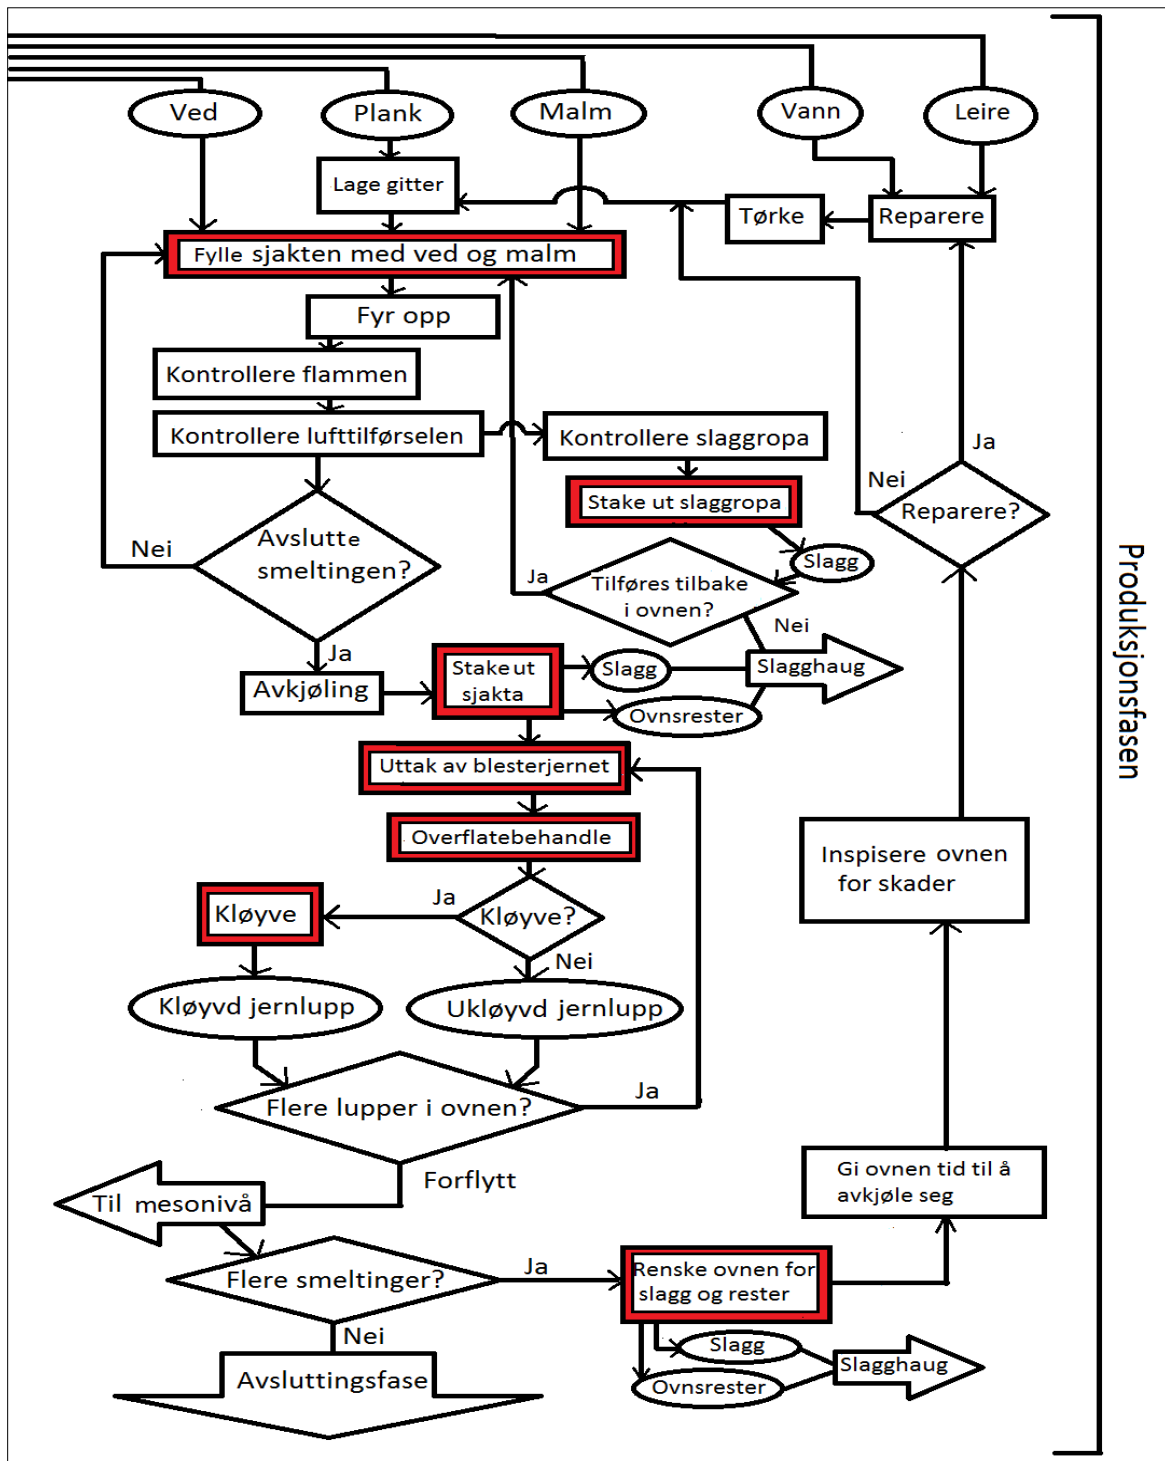 Ved
Plank
Malm
Vann
Leire
Lage gitter
Tørke
Reparere
Fylle sjakten med ved og malm
Fyr opp
Kontrollere flammen
Kontrollere lufttilførselen
Kontrollere slaggropa
Ja
Nei
Stake ut slaggropa
Reparere?
Avslutte
smeltingen?
Nei
Slagg
Ja
Tilføres tilbake
i ovnen?
Nei
Ja
Slagghaug
Avkjøling
Stake ut
sjakta
Slagg
Ovnsrester
Produksjonsfasen
Uttak av blesterjernet
Overflatebehandle
Inspisere ovnen
for skader
Kløyve
Ja
Kløyve?
Nei
Kløyvd jernlupp
Ukløyvd jernlupp
Flere lupper i ovnen?
Ja
Forflytt
Gi ovnen tid til å
avkjøle seg
Til mesonivå
Flere smeltinger?
Ja
Renske ovnen for
slagg og rester
Nei
Slagg
Slagghaug
Avsluttingsfase
Ovnsrester